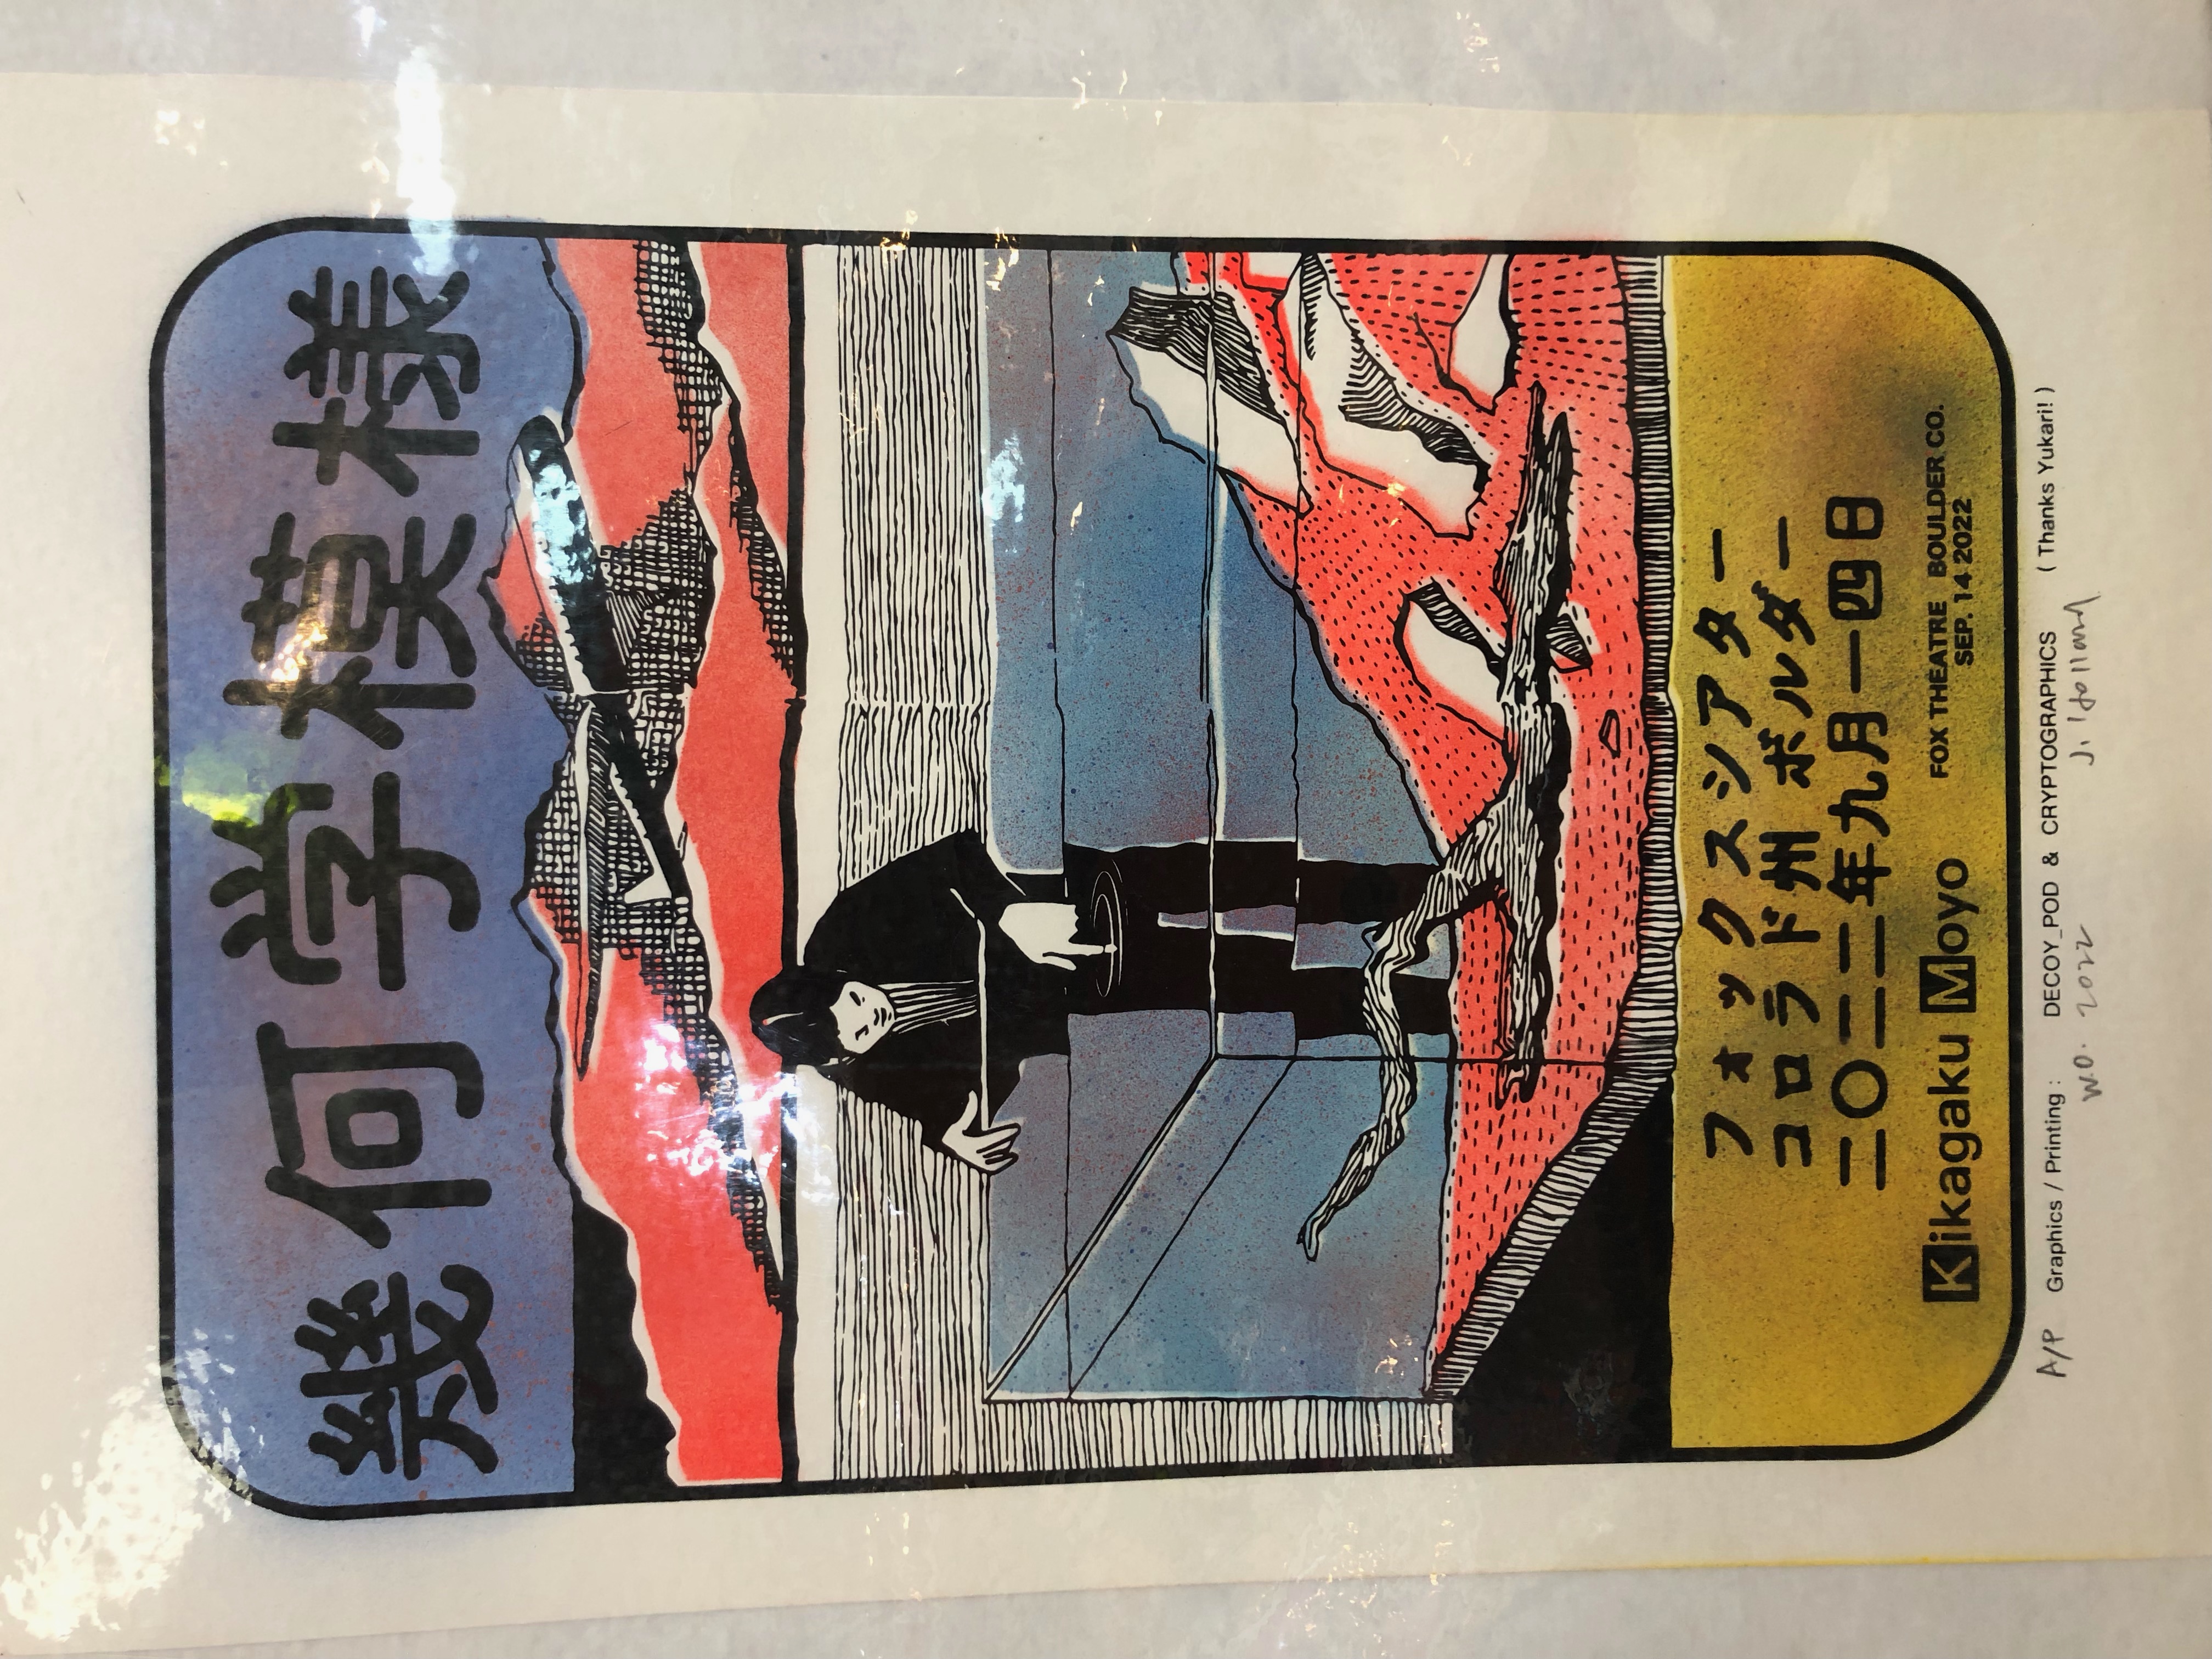 幾何学模様
フォックスシアター
コロラド州 ボルダー
二〇二二年九月一四日
Kikagaku Moyo
FOX THEATRE BOULDER CO.
SEP. 14 2022
A/P Graphics / Printing : DECOY_POD & CRYPTOGRAPHICS ( Thanks Yukari! )
W.O. 2022 J. Holland